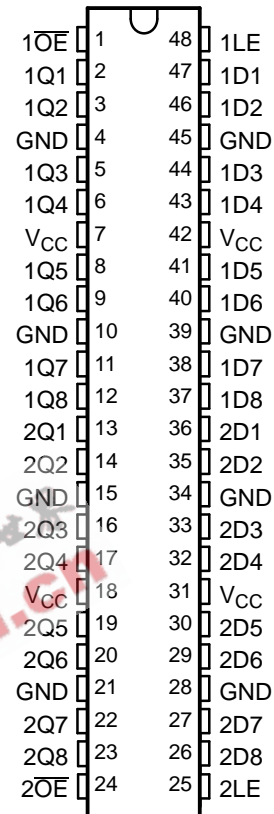 1O̅E̅ 1 48 1LE
1Q1 2 47 1D1
1Q2 3 46 1D2
GND 4 45 GND
1Q3 5 44 1D3
1Q4 6 43 1D4
VCC 7 42 VCC
1Q5 8 41 1D5
1Q6 9 40 1D6
GND 10 39 GND
1Q7 11 38 1D7
1Q8 12 37 1D8
2Q1 13 36 2D1
2Q2 14 35 2D2
GND 15 34 GND
2Q3 16 33 2D3
2Q4 17 32 2D4
VCC 18 31 VCC
2Q5 19 30 2D5
2Q6 20 29 2D6
GND 21 28 GND
2Q7 22 27 2D7
2Q8 23 26 2D8
2O̅E̅ 24 25 2LE